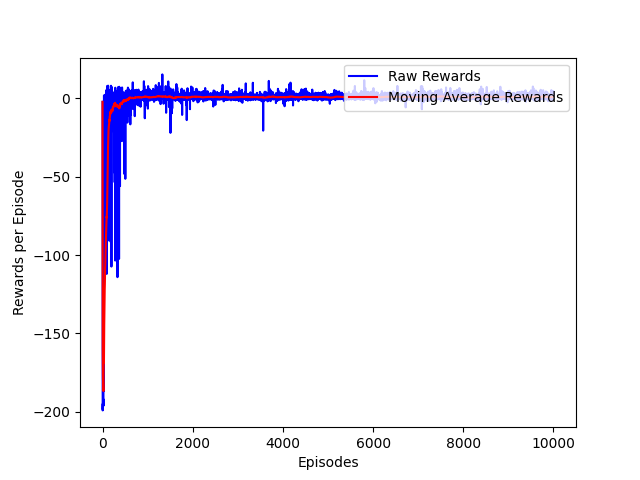 Raw Rewards
Moving Average Rewards
0
−50
−100
−150
−200
Rewards per Episode
0 2000 4000 6000 8000 10000
Episodes